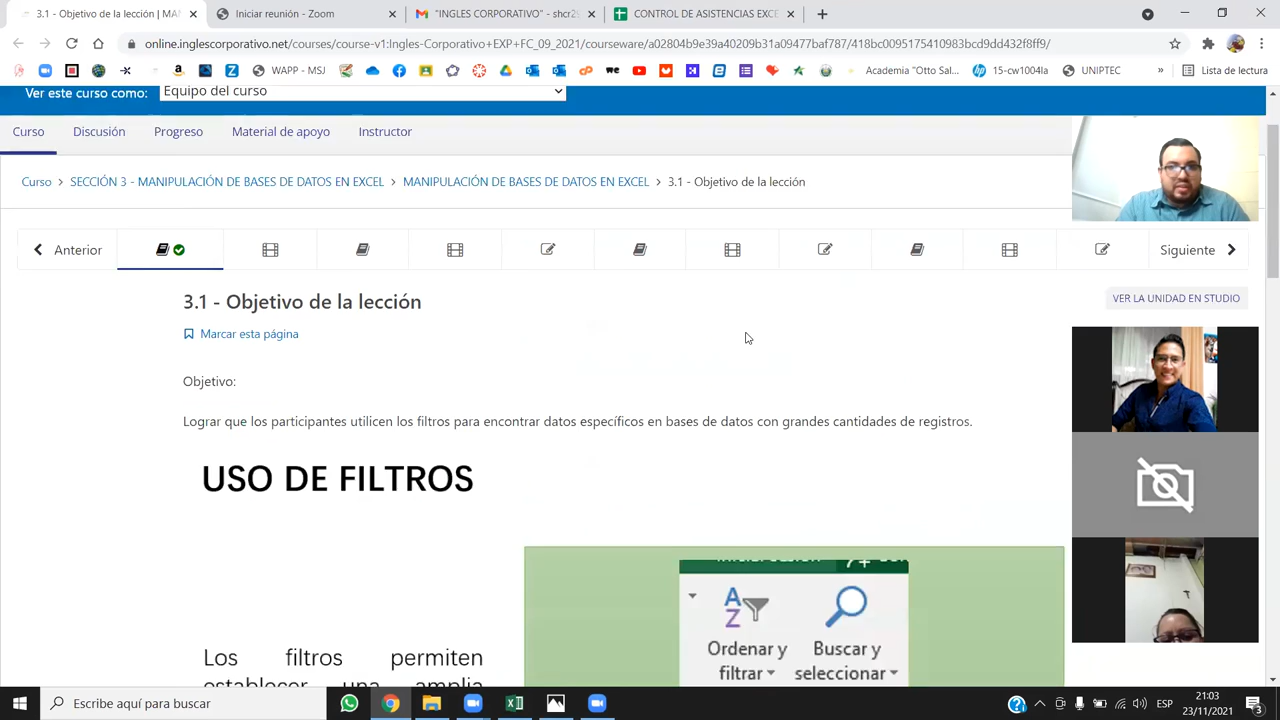 3.1 - Objetivo de la lección | MAN
Iniciar reunión - Zoom
"INGLES CORPORATIVO" - shcr2
CONTROL DE ASISTENCIAS EXCE
online.inglescorporativo.net/courses/course-v1:Ingles-Corporativo+EXP+FC_09_2021/courseware/a02804b9e39a40209b31a09477baf787/418bc0095175410983bcd9dd432f8ff9/
WAPP - MSJ
Academia "Otto Sal...
15-cw1004la
UNIPTEC
»
Lista de lectura
Ver este curso como:
Equipo del curso
Curso
Discusión
Progreso
Material de apoyo
Instructor
Curso > SECCIÓN 3 - MANIPULACIÓN DE BASES DE DATOS EN EXCEL > MANIPULACIÓN DE BASES DE DATOS EN EXCEL > 3.1 - Objetivo de la lección
Anterior
Siguiente
3.1 - Objetivo de la lección
VER LA UNIDAD EN STUDIO
Marcar esta página
Objetivo:
Lograr que los participantes utilicen los filtros para encontrar datos específicos en bases de datos con grandes cantidades de registros.
USO DE FILTROS
Ordenar y filtrar
Buscar y seleccionar
Los filtros permiten
establecer una amplia
Escribe aquí para buscar
ESP
21:03
23/11/2021
3